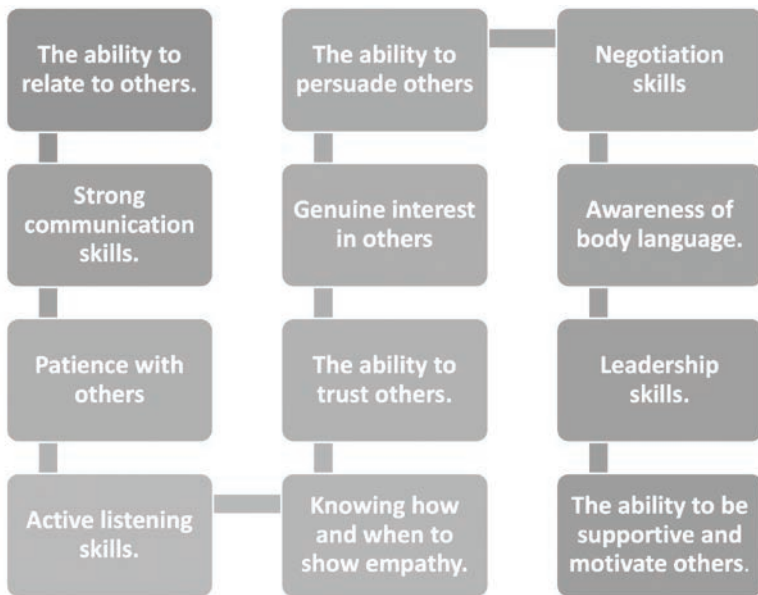 The ability to
relate to others.
Strong
communication
skills.
Patience with
others
Active listening
skills.
Knowing how
and when to
show empathy.
The ability to
trust others.
Genuine interest
in others
The ability to
persuade others
Negotiation
skills
Awareness of
body language.
Leadership
skills.
The ability to be
supportive and
motivate others.